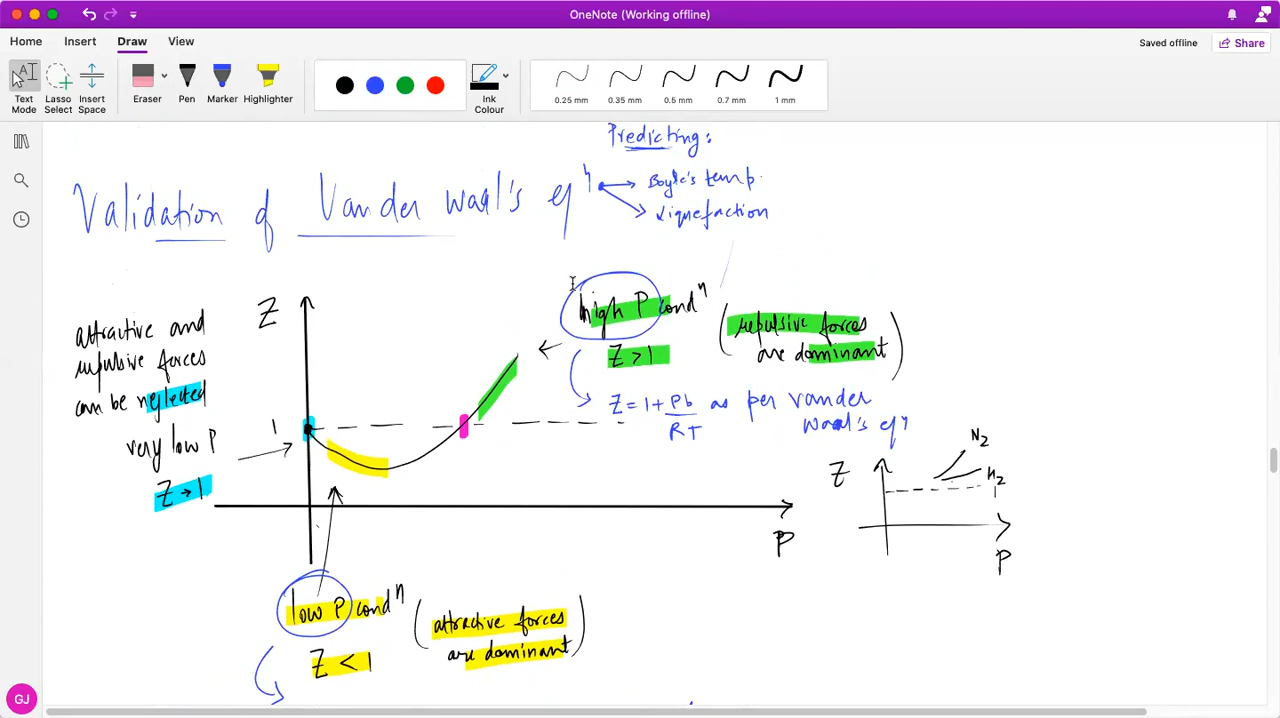 OneNote (Working offline)
Home Insert Draw View
Saved offline Share
Text Mode
Lasso Select
Insert Space
Eraser
Pen
Marker
Highlighter
Ink Colour
0.25 mm 0.35 mm 0.5 mm 0.7 mm 1 mm
Predicting:
Validation of Vander waal's eqⁿ
Boyle's temp.
Liquefaction
high P condⁿ
Z > 1
(repulsive forces
are dominant)
Z = 1 + Pb/RT as per vander
waal's eqⁿ
attractive and
repulsive forces
can be neglected
very low P
Z → 1
Z
1
P
Z
N₂
H₂
1
P
low P condⁿ
(attractive forces
are dominant)
Z < 1
GJ